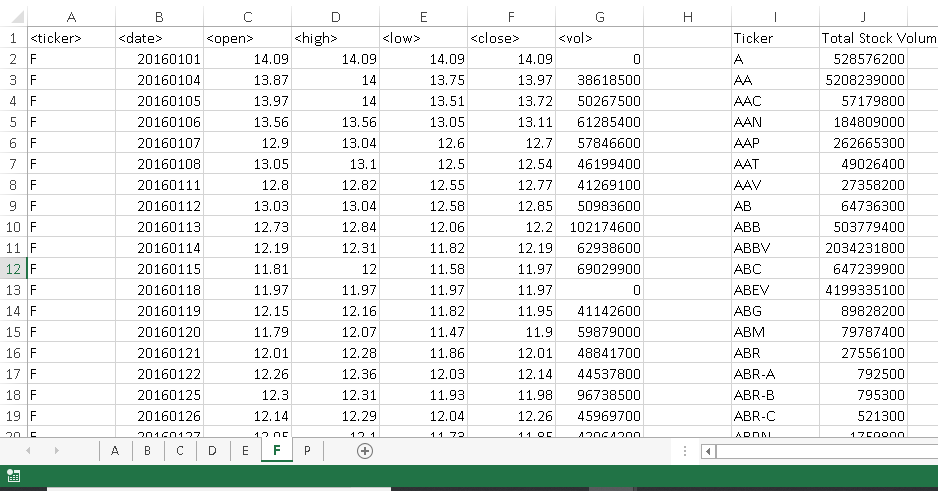 A B C D E F G H I J
1 <ticker> <date> <open> <high> <low> <close> <vol> Ticker Total Stock Volum
2 F 20160101 14.09 14.09 14.09 14.09 0 A 528576200
3 F 20160104 13.87 14 13.75 13.97 38618500 AA 5208239000
4 F 20160105 13.97 14 13.51 13.72 50267500 AAC 57179800
5 F 20160106 13.56 13.56 13.05 13.11 61285400 AAN 184809000
6 F 20160107 12.9 13.04 12.6 12.7 57846600 AAP 262665300
7 F 20160108 13.05 13.1 12.5 12.54 46199400 AAT 49026400
8 F 20160111 12.8 12.82 12.55 12.77 41269100 AAV 27358200
9 F 20160112 13.03 13.04 12.58 12.85 50983600 AB 64736300
10 F 20160113 12.73 12.84 12.06 12.2 102174600 ABB 503779400
11 F 20160114 12.19 12.31 11.82 12.19 62938600 ABBV 2034231800
12 F 20160115 11.81 12 11.58 11.97 69029900 ABC 647239900
13 F 20160118 11.97 11.97 11.97 11.97 0 ABEV 4199335100
14 F 20160119 12.15 12.16 11.82 11.95 41142600 ABG 89828200
15 F 20160120 11.79 12.07 11.47 11.9 59879000 ABM 79787400
16 F 20160121 12.01 12.28 11.86 12.01 48841700 ABR 27556100
17 F 20160122 12.26 12.36 12.03 12.14 44537800 ABR-A 792500
18 F 20160125 12.3 12.31 11.93 11.98 96738500 ABR-B 795300
19 F 20160126 12.14 12.29 12.04 12.26 45969700 ABR-C 521300
20 F 20160127 12.05 12.1 11.73 11.85
A B C D E F P